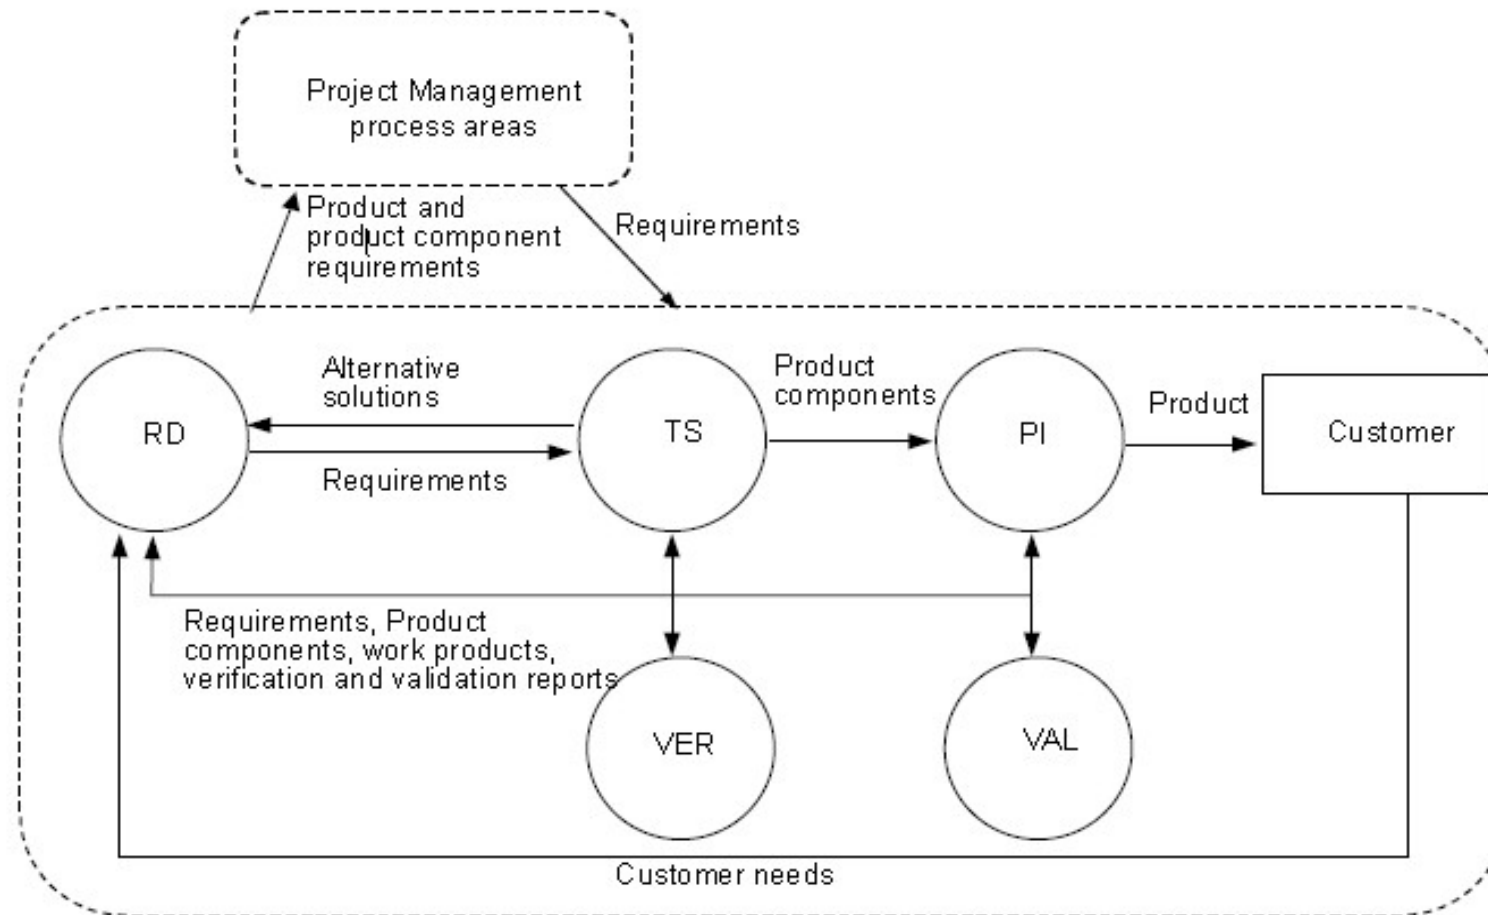 Project Management
process areas
Product and
product component
requirements
Requirements
Alternative
solutions
Product
components
Product
RD
TS
PI
Customer
Requirements
Requirements, Product
components, work products,
verification and validation reports
VER
VAL
Customer needs